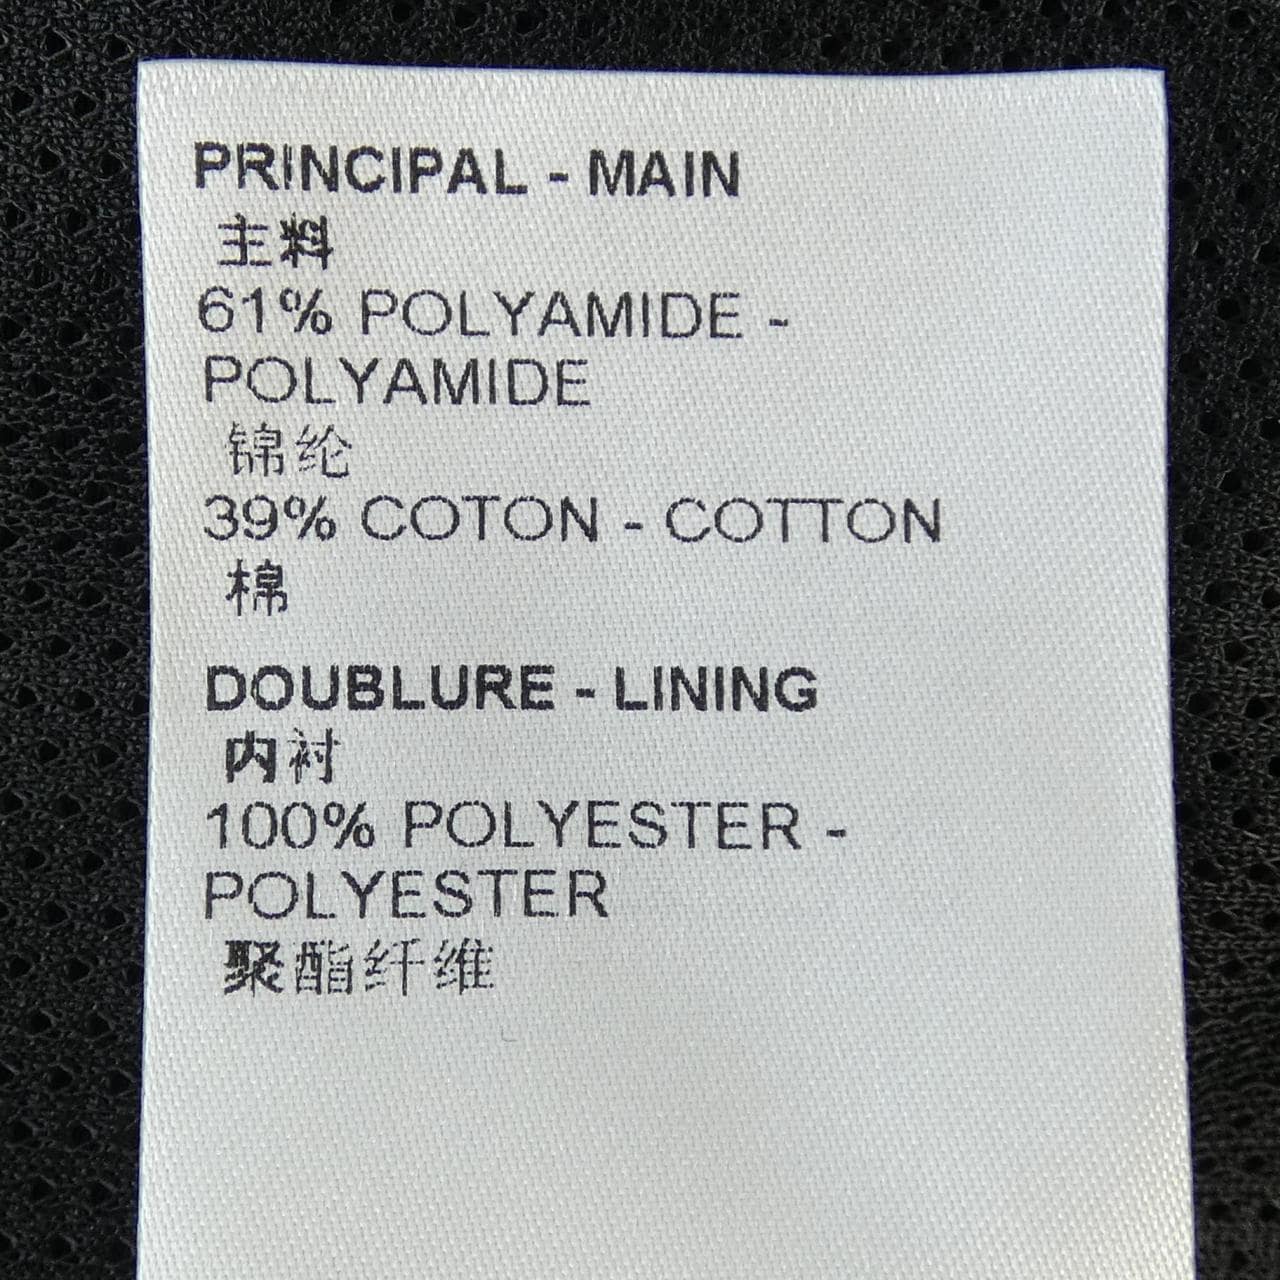 PRINCIPAL - MAIN
主料
61% POLYAMIDE -
POLYAMIDE
锦纶
39% COTON - COTTON
棉
DOUBLURE - LINING
内衬
100% POLYESTER -
POLYESTER
聚酯纤维